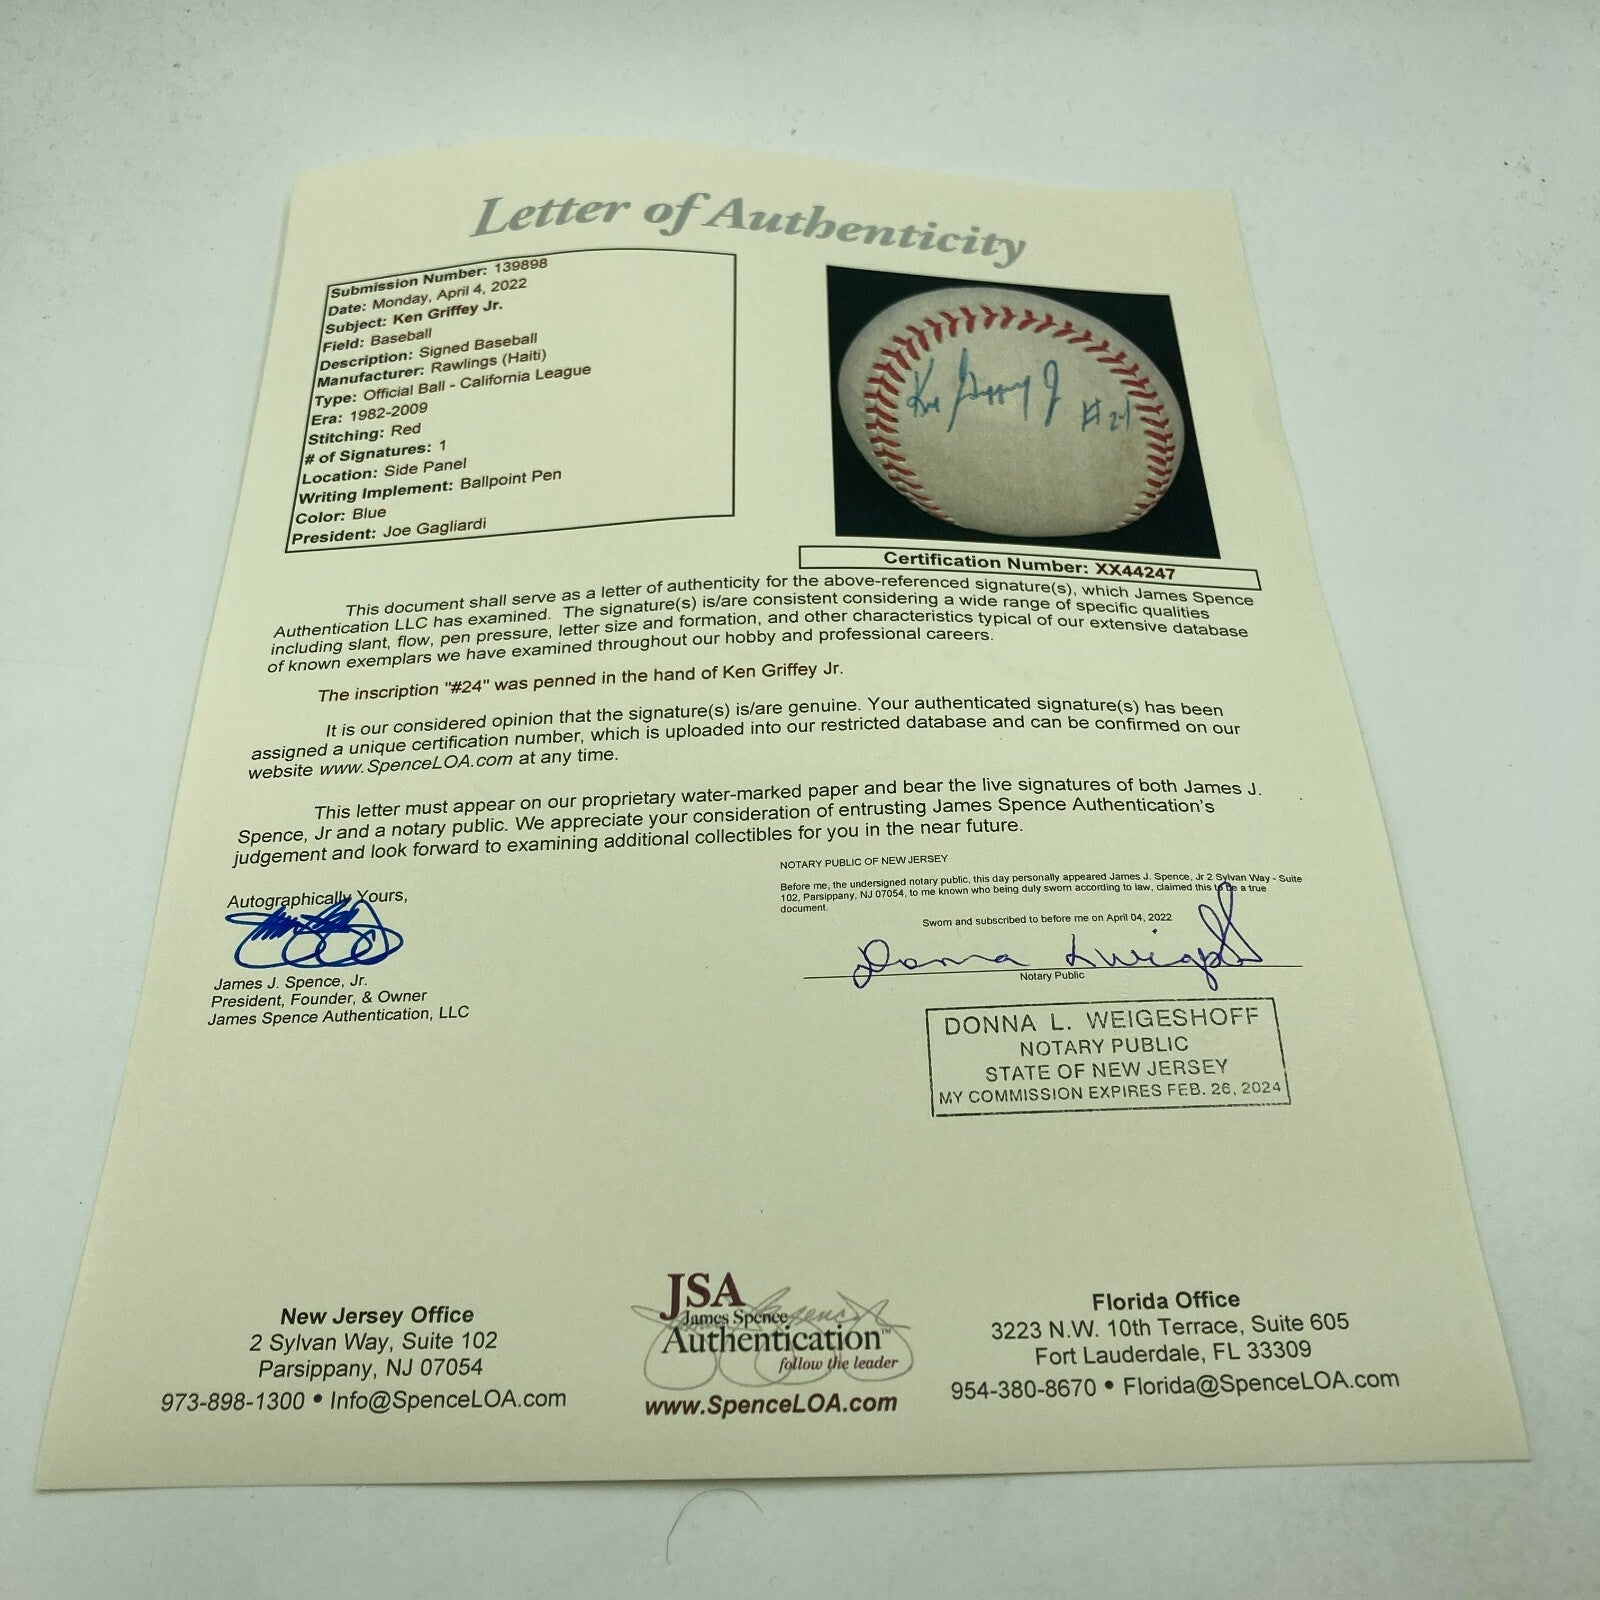 Letter of Authenticity
Submission Number: 139898
Date: Monday, April 4, 2022
Subject: Ken Griffey Jr.
Field: Baseball
Description: Signed Baseball
Manufacturer: Rawlings (Haiti)
Type: Official Ball - California League
Era: 1982-2009
Stitching: Red
# of Signatures: 1
Location: Side Panel
Writing Implement: Ballpoint Pen
Color: Blue
President: Joe Gagliardi
Ken Griffey Jr #24
Certification Number: XX44247
This document shall serve as a letter of authenticity for the above-referenced signature(s), which James Spence
Authentication LLC has examined. The signature(s) is/are consistent considering a wide range of specific qualities
including slant, flow, pen pressure, letter size and formation, and other characteristics typical of our extensive database
of known exemplars we have examined throughout our hobby and professional careers.
The inscription "#24" was penned in the hand of Ken Griffey Jr.
It is our considered opinion that the signature(s) is/are genuine. Your authenticated signature(s) has been
assigned a unique certification number, which is uploaded into our restricted database and can be confirmed on our
website www.SpenceLOA.com at any time.
This letter must appear on our proprietary water-marked paper and bear the live signatures of both James J.
Spence, Jr and a notary public. We appreciate your consideration of entrusting James Spence Authentication's
judgement and look forward to examining additional collectibles for you in the near future.
Autographically Yours,
James J. Spence, Jr.
President, Founder, & Owner
James Spence Authentication, LLC
NOTARY PUBLIC OF NEW JERSEY
Before me, the undersigned notary public, this day personally appeared James J. Spence, Jr 2 Sylvan Way - Suite
102, Parsippany, NJ 07054, to me known who being duly sworn according to law, claimed this to be a true
document.
Sworn and subscribed to before me on April 04, 2022
Donna L Weigeshoff
Notary Public
DONNA L. WEIGESHOFF
NOTARY PUBLIC
STATE OF NEW JERSEY
MY COMMISSION EXPIRES FEB. 26, 2024
New Jersey Office
2 Sylvan Way, Suite 102
Parsippany, NJ 07054
973-898-1300 • Info@SpenceLOA.com
JSA
James Spence
Authentication™
follow the leader
www.SpenceLOA.com
Florida Office
3223 N.W. 10th Terrace, Suite 605
Fort Lauderdale, FL 33309
954-380-8670 • Florida@SpenceLOA.com